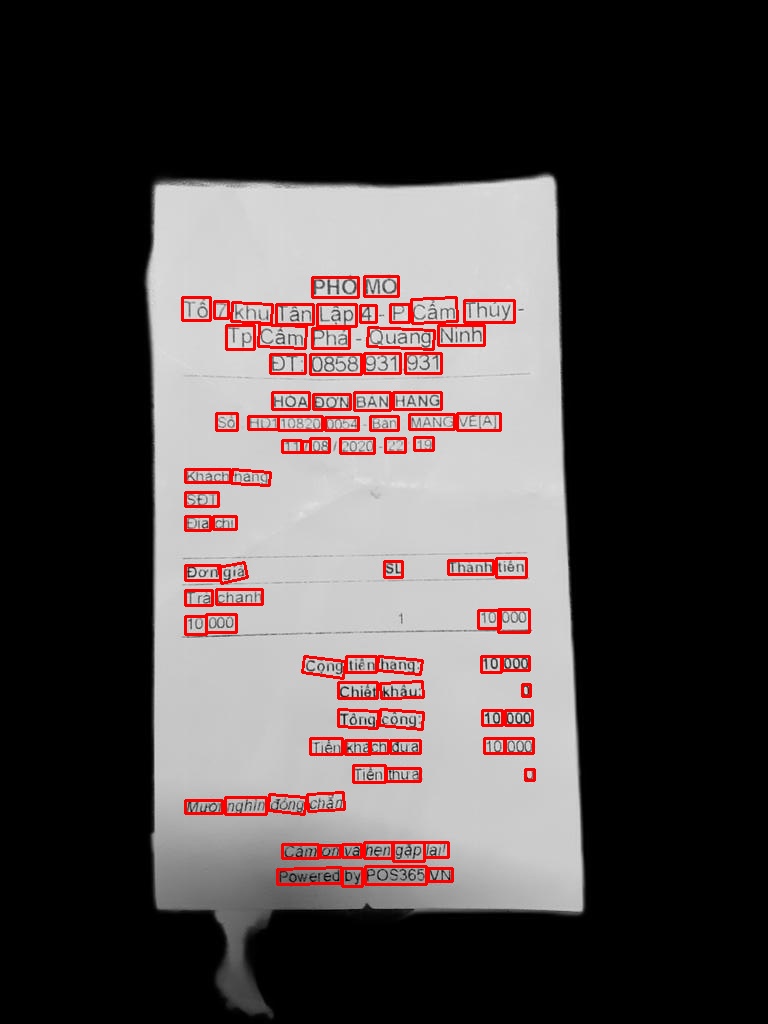 PHỐ MO
Tổ 7 khu Tân Lập 4 - P Cẩm Thủy -
Tp Cẩm Phả - Quảng Ninh
ĐT: 0858 931 931
HÓA ĐƠN BÁN HÀNG
Số HD111082020054 - Bàn MANG VỀ[A]
11 / 08 / 2020 - 22 19
Khách hàng
SĐT
Địa chỉ
Đơn giá SL Thành tiền
Trà chanh
10 000 1 10 000
Cộng tiền hàng: 10 000
Chiết khấu: 0
Tổng cộng: 10 000
Tiền khách đưa 10 000
Tiền thừa 0
Mười nghìn đồng chẵn
Cảm ơn và hẹn gặp lại!
Powered by POS365.VN